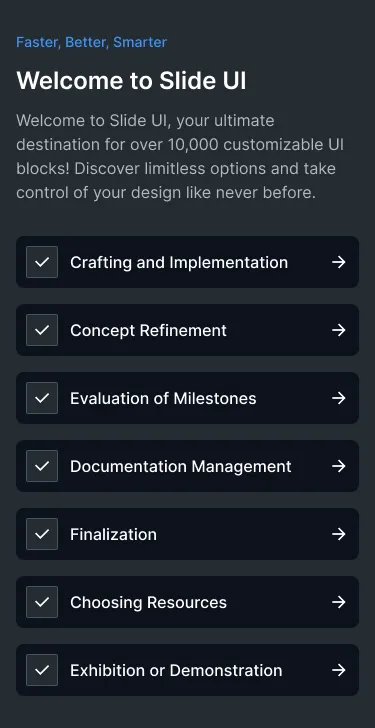 Faster, Better, Smarter
Welcome to Slide UI
Welcome to Slide UI, your ultimate
destination for over 10,000 customizable UI
blocks! Discover limitless options and take
control of your design like never before.
Crafting and Implementation
Concept Refinement
Evaluation of Milestones
Documentation Management
Finalization
Choosing Resources
Exhibition or Demonstration